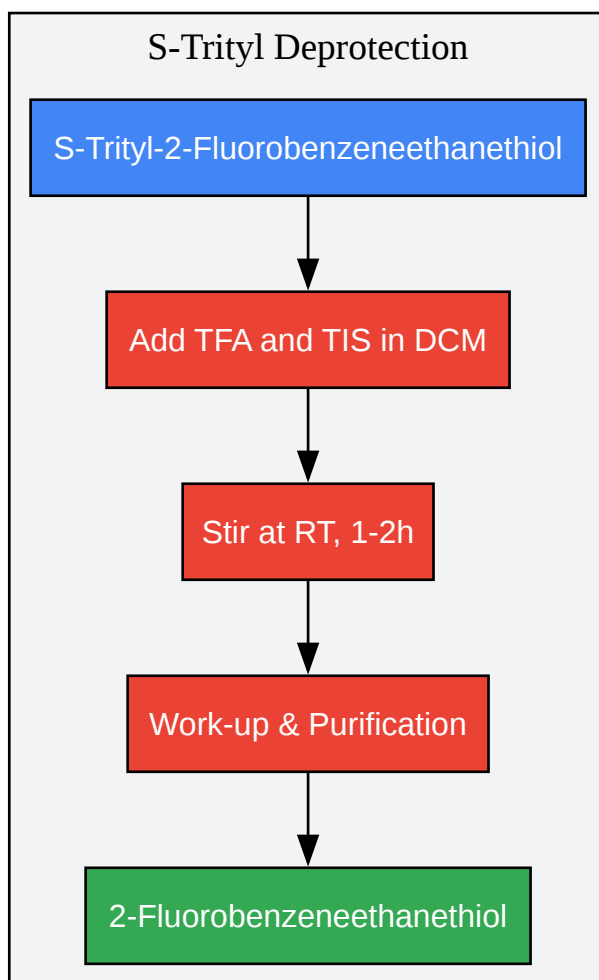 S-Trityl Deprotection
S-Trityl-2-Fluorobenzeneethanethiol
Add TFA and TIS in DCM
Stir at RT, 1-2h
Work-up & Purification
2-Fluorobenzeneethanethiol